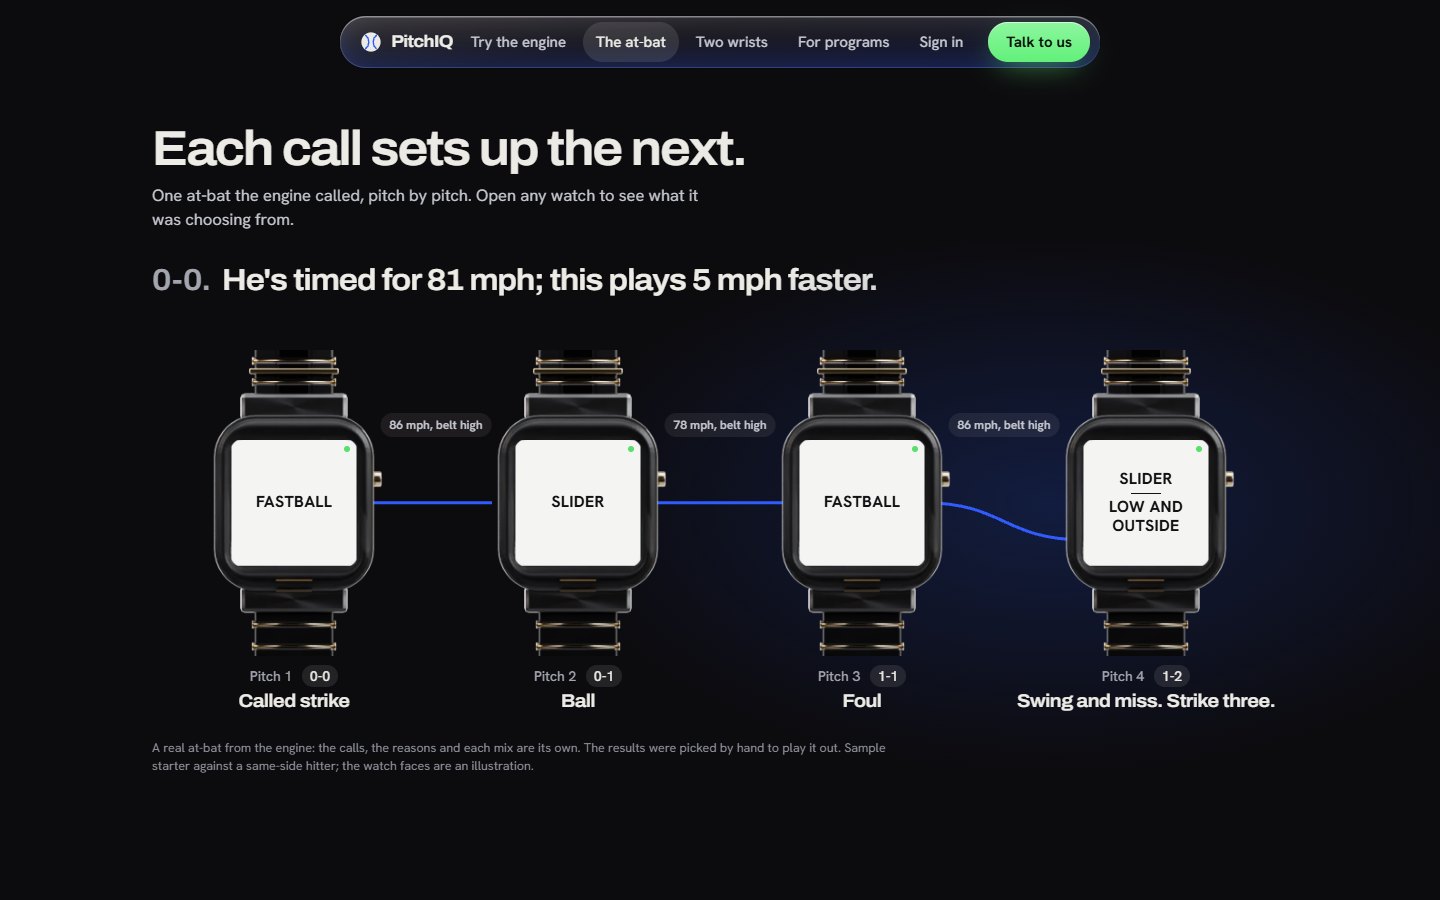 PitchIQ Try the engine The at-bat Two wrists For programs Sign in Talk to us
Each call sets up the next.
One at-bat the engine called, pitch by pitch. Open any watch to see what it
was choosing from.
0-0. He's timed for 81 mph; this plays 5 mph faster.
86 mph, belt high
78 mph, belt high
86 mph, belt high
FASTBALL
SLIDER
FASTBALL
SLIDER
LOW AND
OUTSIDE
Pitch 1 0-0
Called strike
Pitch 2 0-1
Ball
Pitch 3 1-1
Foul
Pitch 4 1-2
Swing and miss. Strike three.
A real at-bat from the engine: the calls, the reasons and each mix are its own. The results were picked by hand to play it out. Sample
starter against a same-side hitter; the watch faces are an illustration.